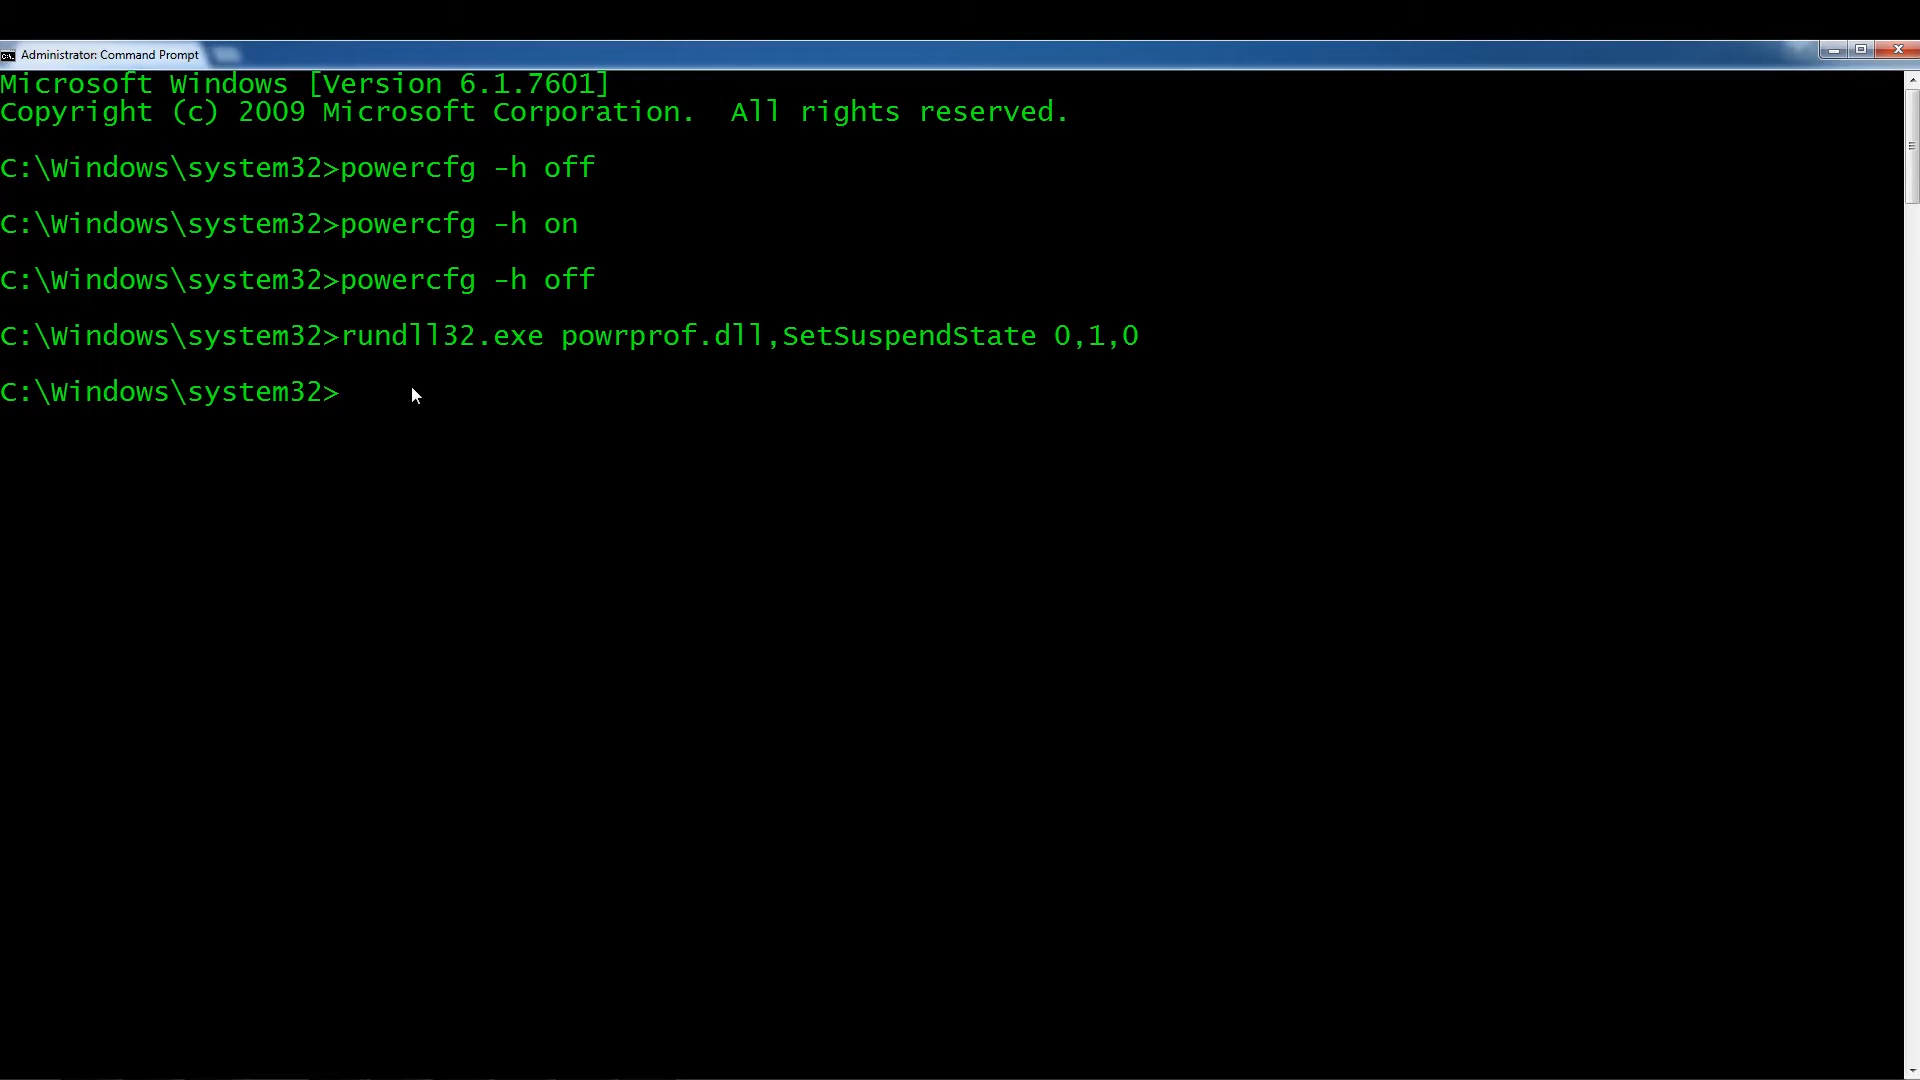 Administrator: Command Prompt
Microsoft Windows [Version 6.1.7601]
Copyright (c) 2009 Microsoft Corporation.  All rights reserved.
C:\Windows\system32>powercfg -h off
C:\Windows\system32>powercfg -h on
C:\Windows\system32>powercfg -h off
C:\Windows\system32>rundll32.exe powrprof.dll,SetSuspendState 0,1,0
C:\Windows\system32>